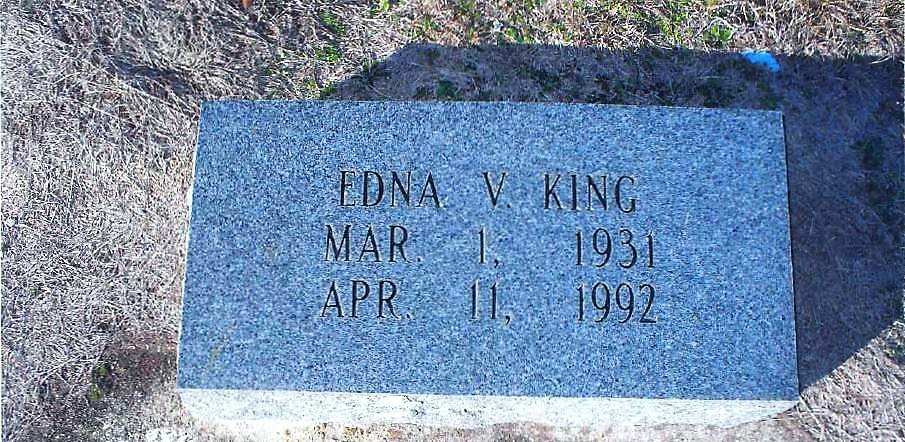 EDNA V. KING
MAR. 1, 1931
APR. 11, 1992